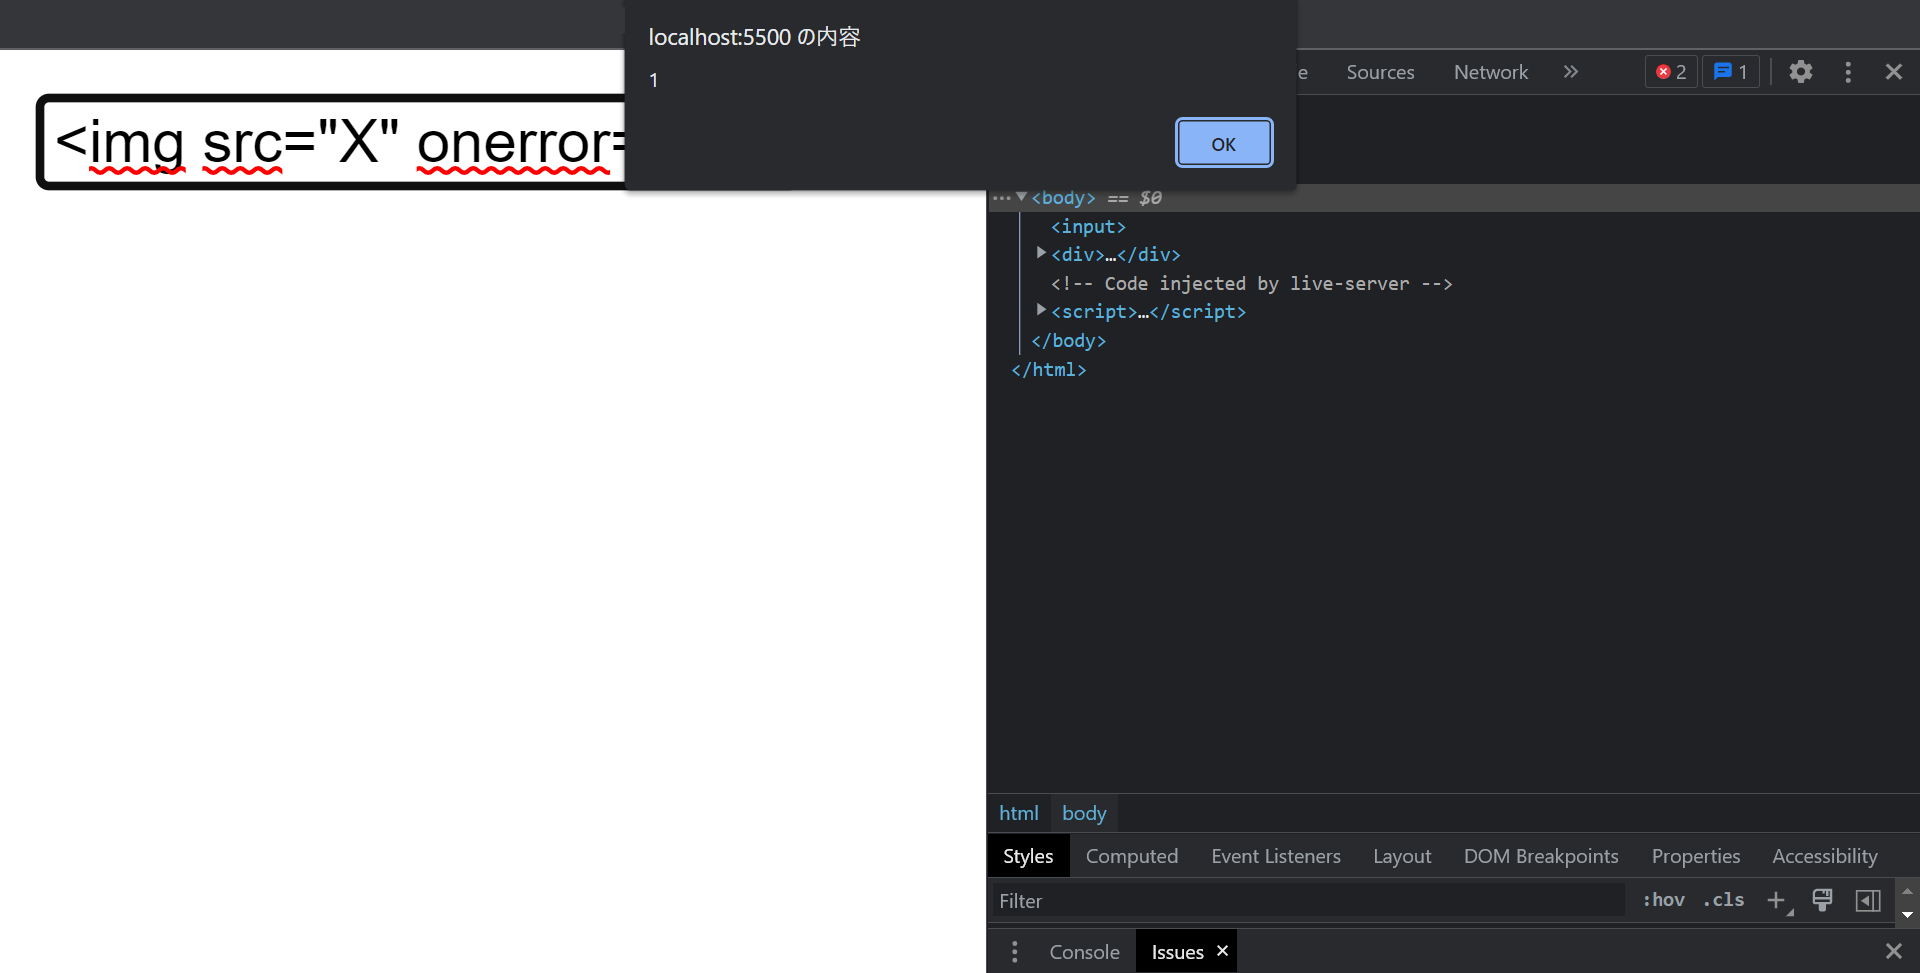 localhost:5500 の内容
1
OK
<img src="X" onerror=
e Sources Network » 2 1
… <body> == $0
<input>
<div>…</div>
<!-- Code injected by live-server -->
<script>…</script>
</body>
</html>
html body
Styles Computed Event Listeners Layout DOM Breakpoints Properties Accessibility
Filter :hov .cls +
Console Issues ×